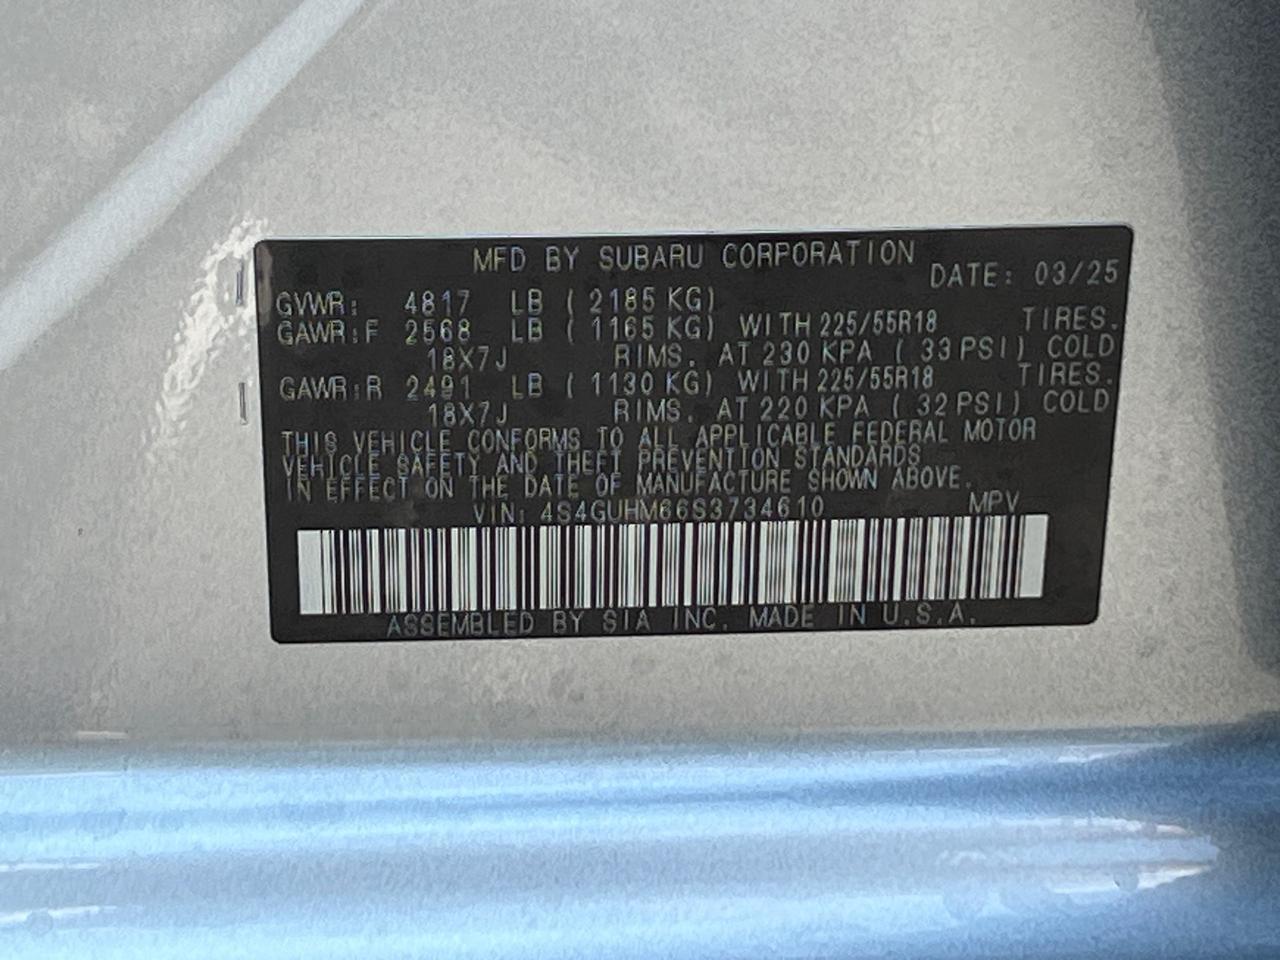 MFD BY SUBARU CORPORATION
DATE: 03/25
GVWR: 4817 LB ( 2185 KG)
GAWR:F 2568 LB ( 1165 KG) WITH 225/55R18 TIRES.
18X7J RIMS. AT 230 KPA ( 33 PSI) COLD
GAWR:R 2491 LB ( 1130 KG) WITH 225/55R18 TIRES.
18X7J RIMS. AT 220 KPA ( 32 PSI) COLD
THIS VEHICLE CONFORMS TO ALL APPLICABLE FEDERAL MOTOR
VEHICLE SAFETY AND THEFT PREVENTION STANDARDS
IN EFFECT ON THE DATE OF MANUFACTURE SHOWN ABOVE.
VIN: 4S4GUHM66S3734610 MPV
ASSEMBLED BY SIA INC. MADE IN U.S.A.